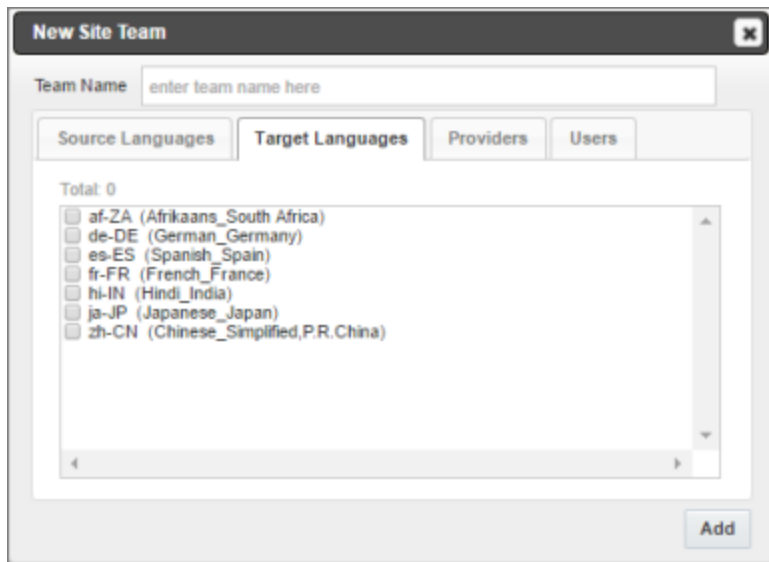 New Site Team
Team Name enter team name here
Source Languages Target Languages Providers Users
Total: 0
af-ZA (Afrikaans_South Africa)
de-DE (German_Germany)
es-ES (Spanish_Spain)
fr-FR (French_France)
hi-IN (Hindi_India)
ja-JP (Japanese_Japan)
zh-CN (Chinese_Simplified,P.R.China)
Add